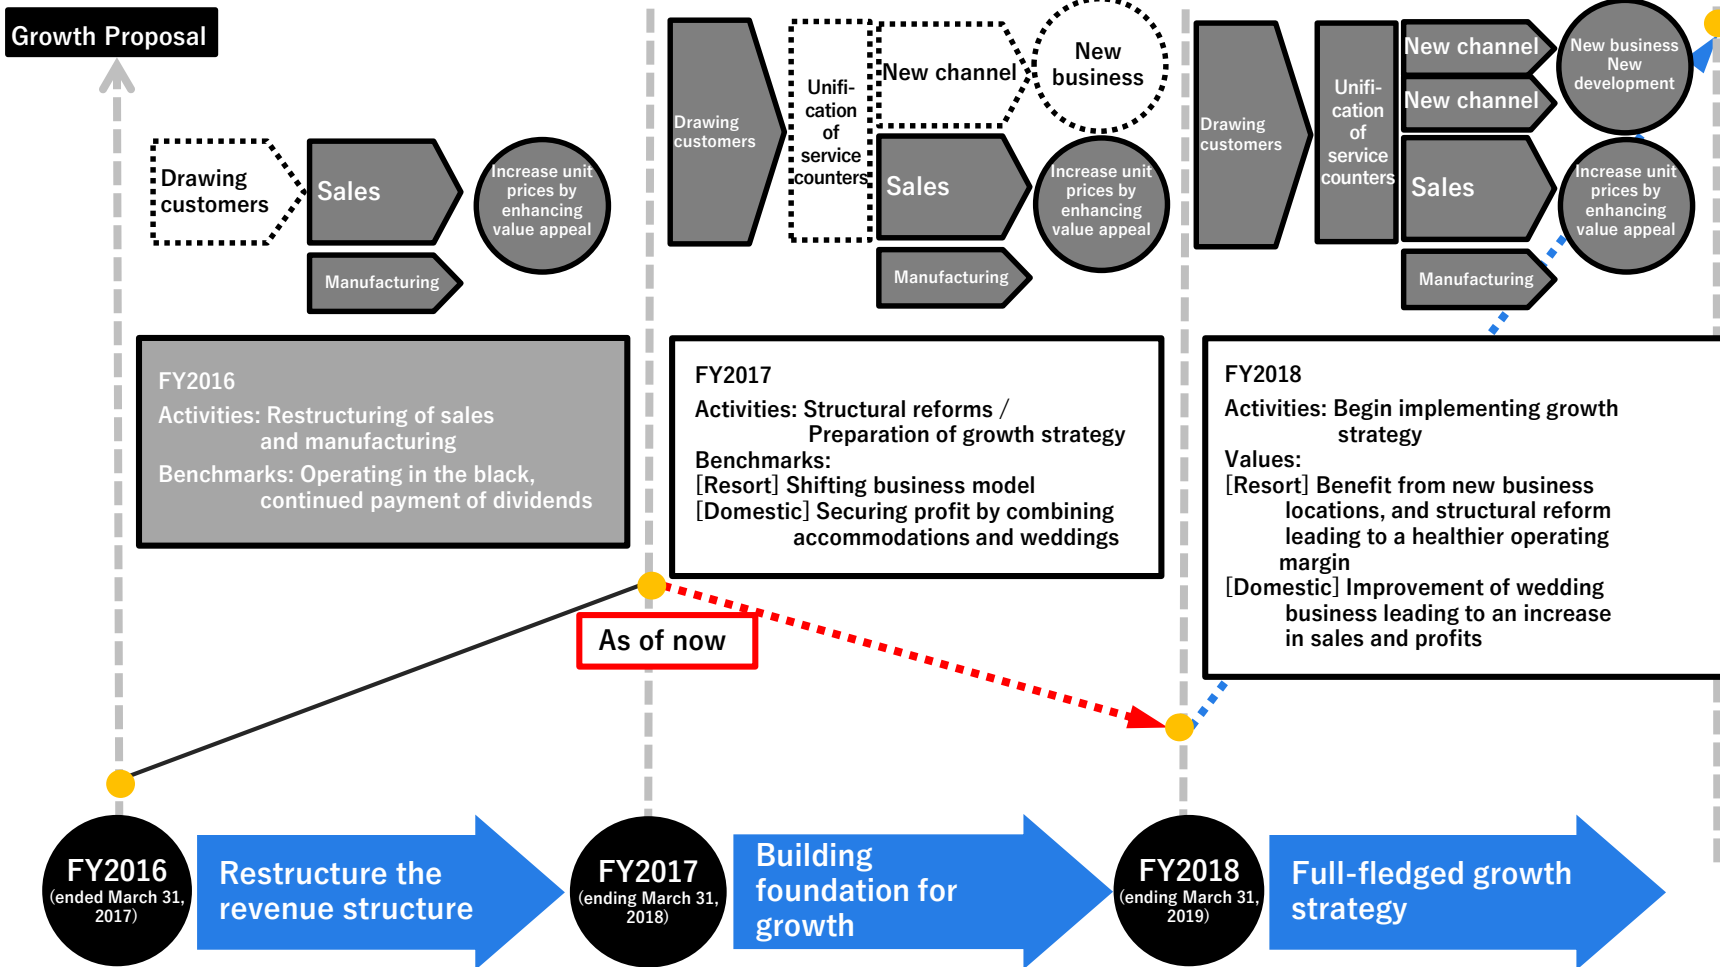 Growth Proposal
Drawing
customers
Sales
Manufacturing
Increase unit
prices by
enhancing
value appeal
Drawing
customers
Unifi-
cation
of
service
counters
New channel
New
business
Sales
Increase unit
prices by
enhancing
value appeal
Manufacturing
Drawing
customers
Unifi-
cation
of
service
counters
New channel
New channel
New business
New
development
Sales
Increase unit
prices by
enhancing
value appeal
Manufacturing
FY2016
Activities: Restructuring of sales
and manufacturing
Benchmarks: Operating in the black,
continued payment of dividends
FY2017
Activities: Structural reforms /
Preparation of growth strategy
Benchmarks:
[Resort] Shifting business model
[Domestic] Securing profit by combining
accommodations and weddings
FY2018
Activities: Begin implementing growth
strategy
Values:
[Resort] Benefit from new business
locations, and structural reform
leading to a healthier operating
margin
[Domestic] Improvement of wedding
business leading to an increase
in sales and profits
As of now
FY2016
(ended March 31,
2017)
Restructure the
revenue structure
FY2017
(ending March 31,
2018)
Building
foundation for
growth
FY2018
(ending March 31,
2019)
Full-fledged growth
strategy